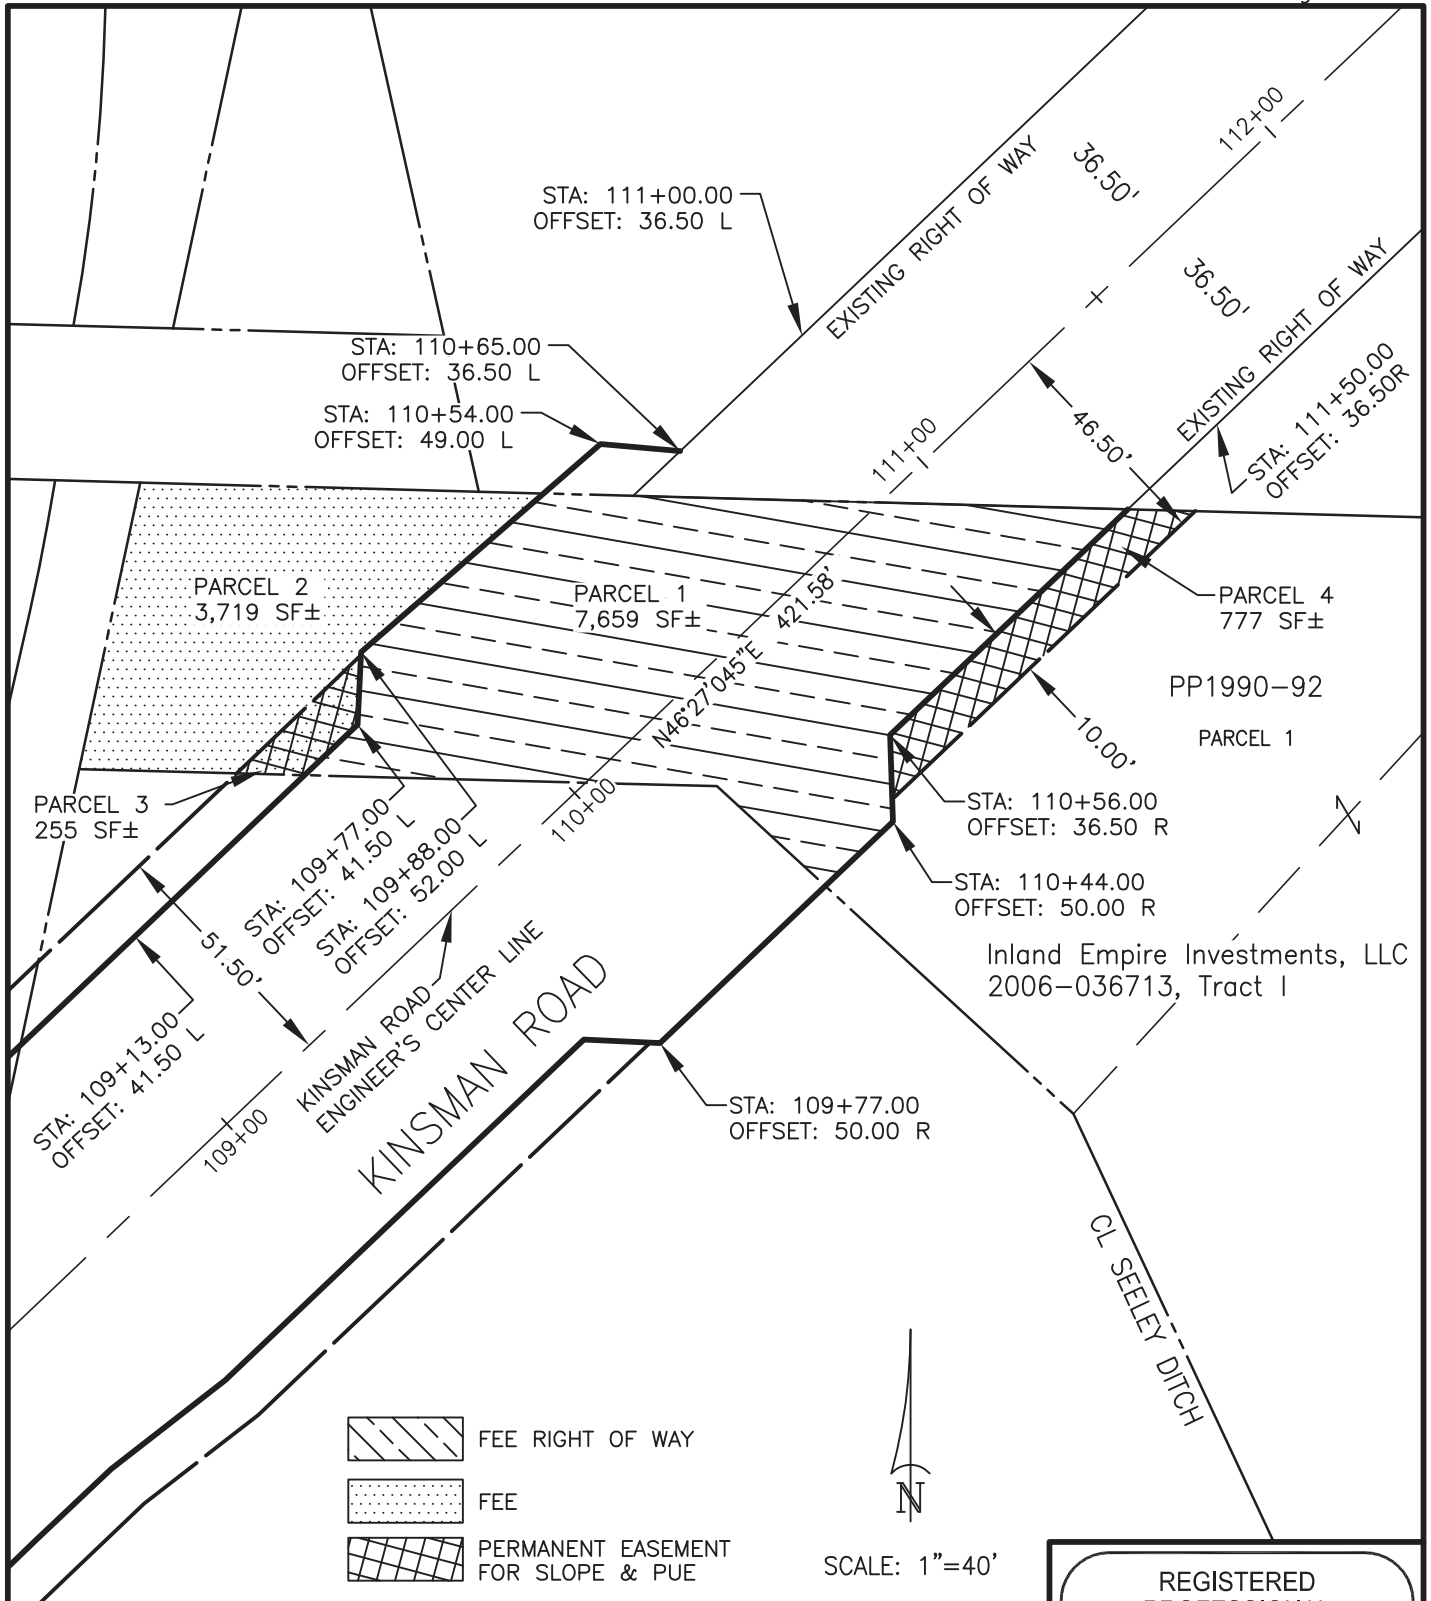 112+00
36.50'
STA: 111+00.00
OFFSET: 36.50 L
EXISTING RIGHT OF WAY
36.50'
EXISTING RIGHT OF WAY
STA: 110+65.00
OFFSET: 36.50 L
STA: 111+50.00
OFFSET: 36.50R
STA: 110+54.00
OFFSET: 49.00 L
46.50'
111+00
PARCEL 2
3,719 SF±
PARCEL 1
7,659 SF±
N46°27'045"E 421.58'
PARCEL 4
777 SF±
PP1990-92
PARCEL 1
10.00'
PARCEL 3
255 SF±
110+00
STA: 110+56.00
OFFSET: 36.50 R
STA: 109+77.00
OFFSET: 41.50 L
STA: 109+88.00
OFFSET: 52.00 L
STA: 110+44.00
OFFSET: 50.00 R
51.50'
Inland Empire Investments, LLC
2006-036713, Tract I
KINSMAN ROAD
ENGINEER'S CENTER LINE
KINSMAN ROAD
STA: 109+13.00
OFFSET: 41.50 L
109+00
STA: 109+77.00
OFFSET: 50.00 R
CL SEELEY DITCH
FEE RIGHT OF WAY
FEE
PERMANENT EASEMENT
FOR SLOPE & PUE
N
SCALE: 1"=40'
REGISTERED